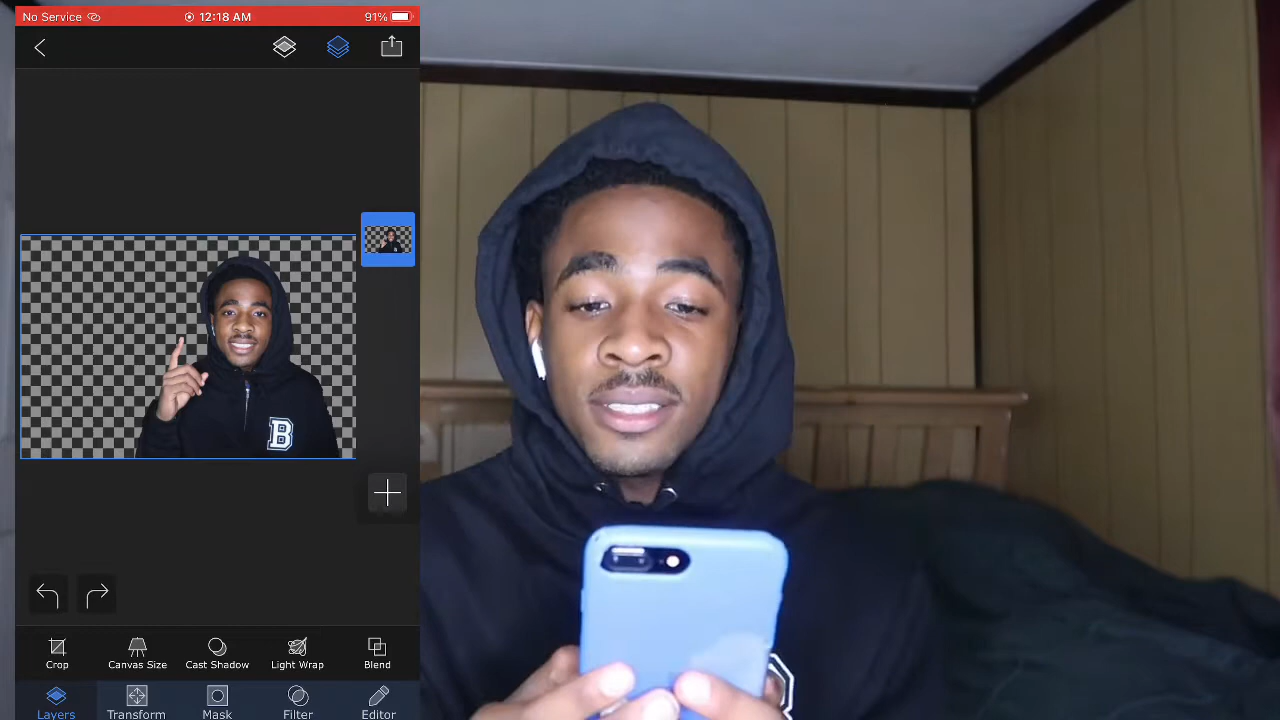 No Service 12:18 AM 91%
B
Crop Canvas Size Cast Shadow Light Wrap Blend
Layers Transform Mask Filter Editor